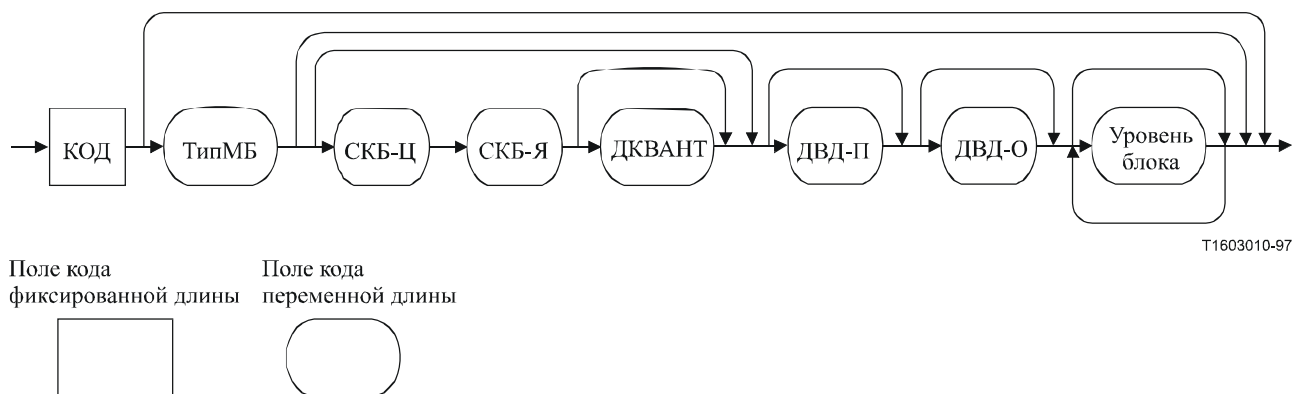 КОД
ТипМБ
СКБ-Ц
СКБ-Я
ДКВАНТ
ДВД-П
ДВД-О
Уровень
блока
T1603010-97
Поле кода
фиксированной длины
Поле кода
переменной длины